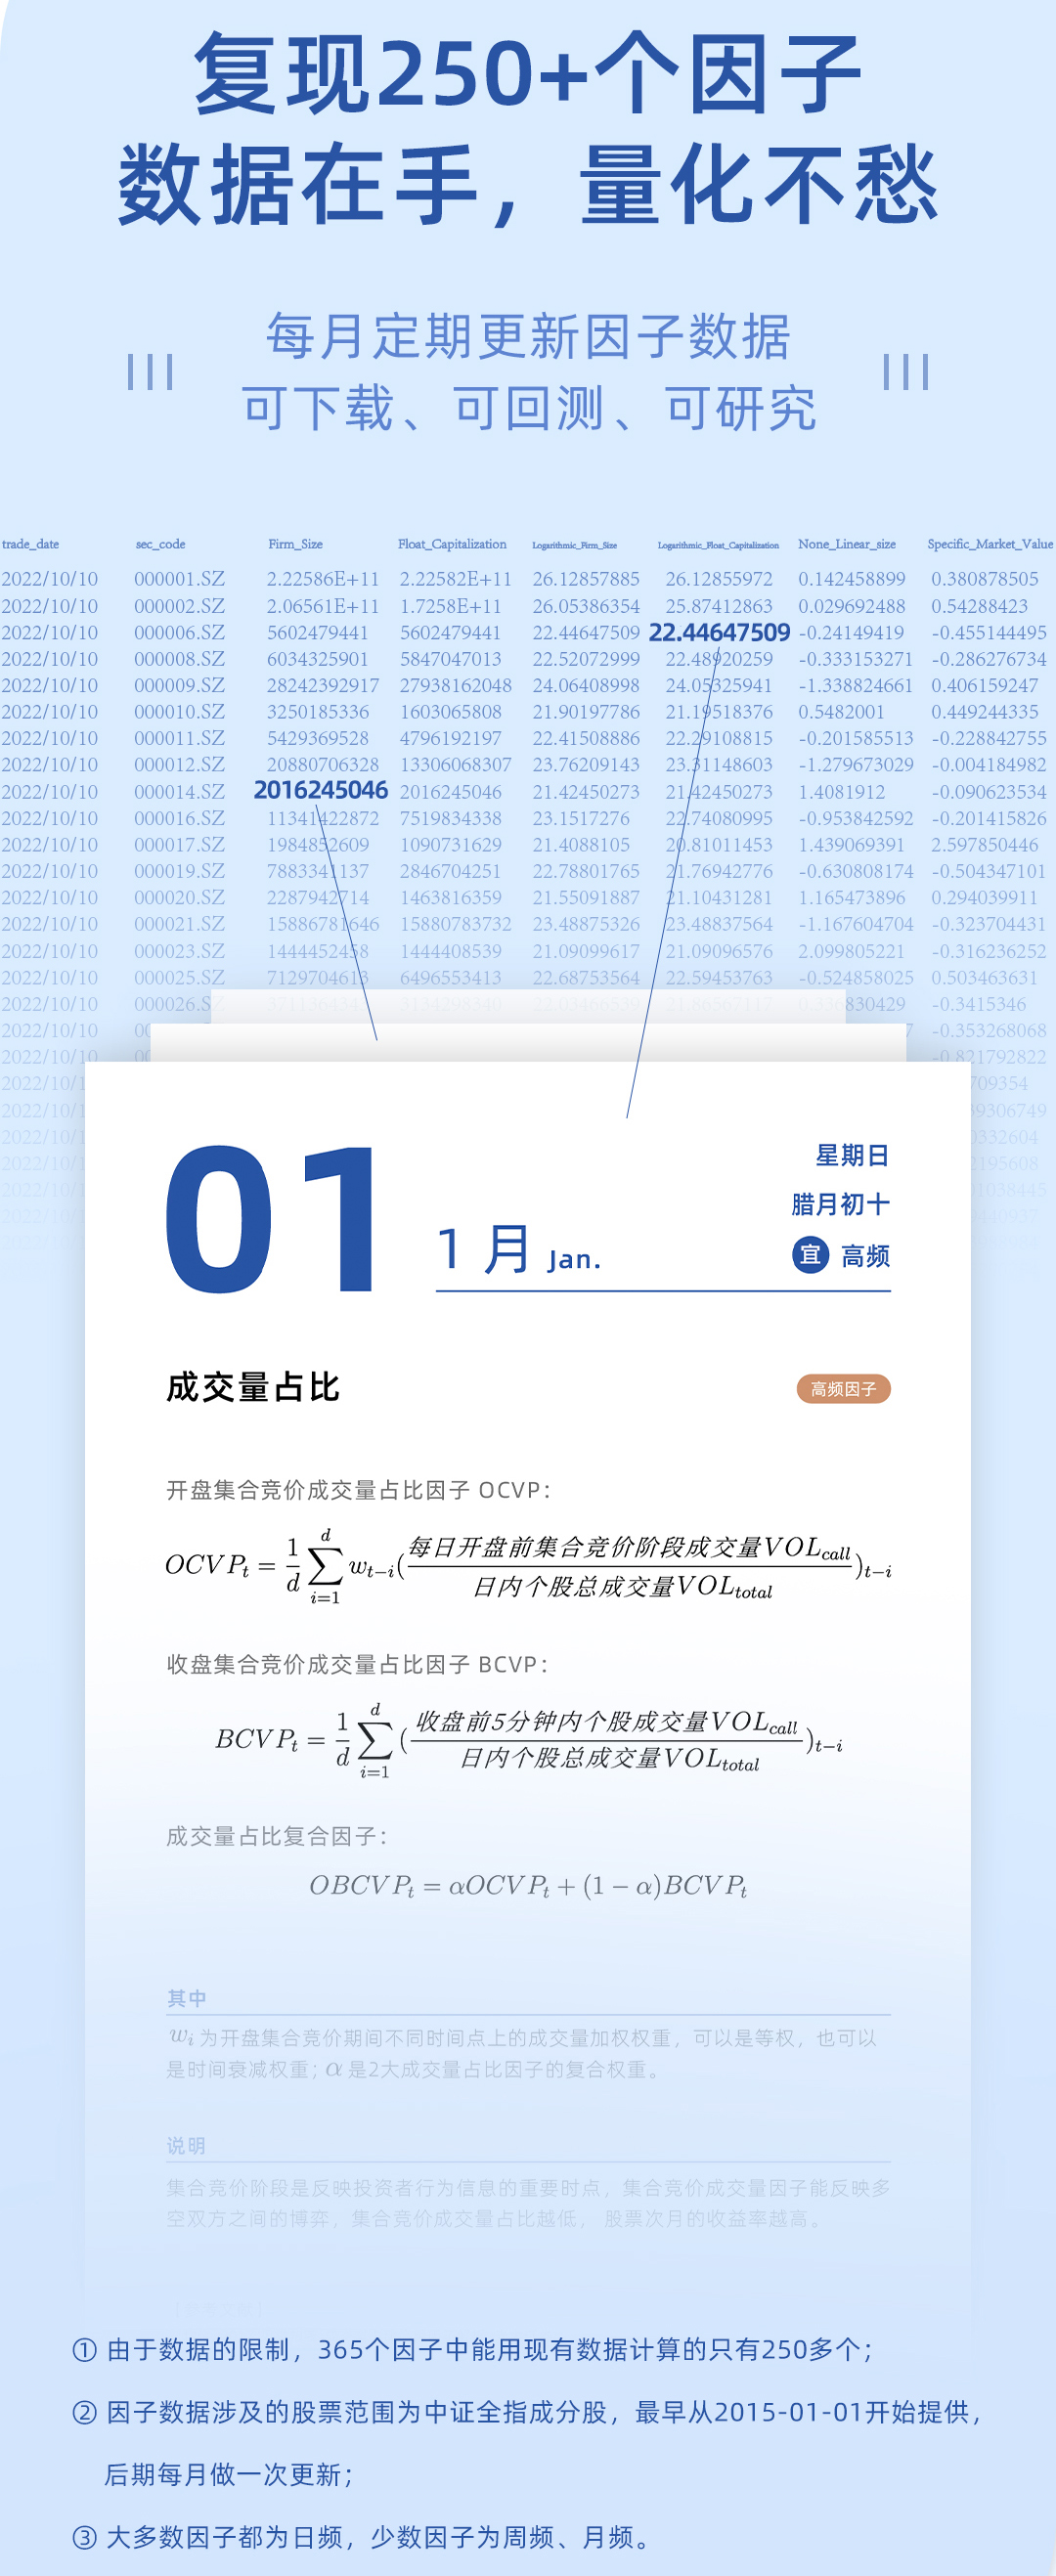 复现250+个因子
数据在手，量化不愁
每月定期更新因子数据
可下载、可回测、可研究
trade_date sec_code Firm_Size Float_Capitalization Logarithmic_Firm_Size Logarithmic_Float_Capitalization None_Linear_size Specific_Market_Value
2022/10/10 000001.SZ 2.22586E+11 2.22582E+11 26.12857885 26.12855972 0.142458899 0.380878505
2022/10/10 000002.SZ 2.06561E+11 1.7258E+11 26.05386354 25.87412863 0.029692488 0.54288423
2022/10/10 000006.SZ 5602479441 5602479441 22.44647509 22.44647509 -0.24149419 -0.455144495
2022/10/10 000008.SZ 6034325901 5847047013 22.52072999 22.48920259 -0.333153271 -0.286276734
2022/10/10 000009.SZ 28242392917 27938162048 24.06408998 24.05325941 -1.338824661 0.406159247
2022/10/10 000010.SZ 3250185336 1603065808 21.90197786 21.19518376 0.5482001 0.449244335
2022/10/10 000011.SZ 5429369528 4796192197 22.41508886 22.29108815 -0.201585513 -0.228842755
2022/10/10 000012.SZ 20880706328 13306068307 23.76209143 23.31148603 -1.279673029 -0.004184982
2022/10/10 000014.SZ 2016245046 2016245046 21.42450273 21.42450273 1.4081912 -0.090623534
2022/10/10 000016.SZ 11341422872 7519834338 23.1517276 22.74080995 -0.953842592 -0.201415826
2022/10/10 000017.SZ 1984852609 1090731629 21.4088105 20.81011453 1.439069391 2.597850446
2022/10/10 000019.SZ 7883341137 2846704251 22.78801765 21.76942776 -0.630808174 -0.504347101
2022/10/10 000020.SZ 2287942714 1463816359 21.55091887 21.10431281 1.165473896 0.294039911
2022/10/10 000021.SZ 15886781646 15880783732 23.48875326 23.48837564 -1.167604704 -0.323704431
2022/10/10 000023.SZ 1444452458 1444408539 21.09099617 21.09096576 2.099805221 -0.316236252
2022/10/10 000025.SZ 7129704613 6496553413 22.68753564 22.59453763 -0.524858025 0.503463631
2022/10/10 000026.SZ -0.3415346
2022/10/10 -0.353268068
2022/10/10 -0.821792822
01
1 月 Jan.
星期日
腊月初十
宜 高频
成交量占比
高频因子
开盘集合竞价成交量占比因子 OCVP：
OCVP_t = \frac{1}{d} \sum_{i=1}^{d} w_{t-i}(\frac{每日开盘前集合竞价阶段成交量VOL_{call}}{日内个股总成交量VOL_{total}})_{t-i}
收盘集合竞价成交量占比因子 BCVP：
BCVP_t = \frac{1}{d} \sum_{i=1}^{d} (\frac{收盘前5分钟内个股成交量VOL_{call}}{日内个股总成交量VOL_{total}})_{t-i}
成交量占比复合因子：
OBCVP_t = αOCVP_t + (1 − α)BCVP_t
其中
w_i 为开盘集合竞价期间不同时间点上的成交量加权权重，可以是等权，也可以
是时间衰减权重；α 是2大成交量占比因子的复合权重。
说明
集合竞价阶段是反映投资者行为信息的重要时点，集合竞价成交量因子能反映多
空双方之间的博弈，集合竞价成交量占比越低， 股票次月的收益率越高。
① 由于数据的限制，365个因子中能用现有数据计算的只有250多个；
② 因子数据涉及的股票范围为中证全指成分股，最早从2015-01-01开始提供，
后期每月做一次更新；
③ 大多数因子都为日频，少数因子为周频、月频。